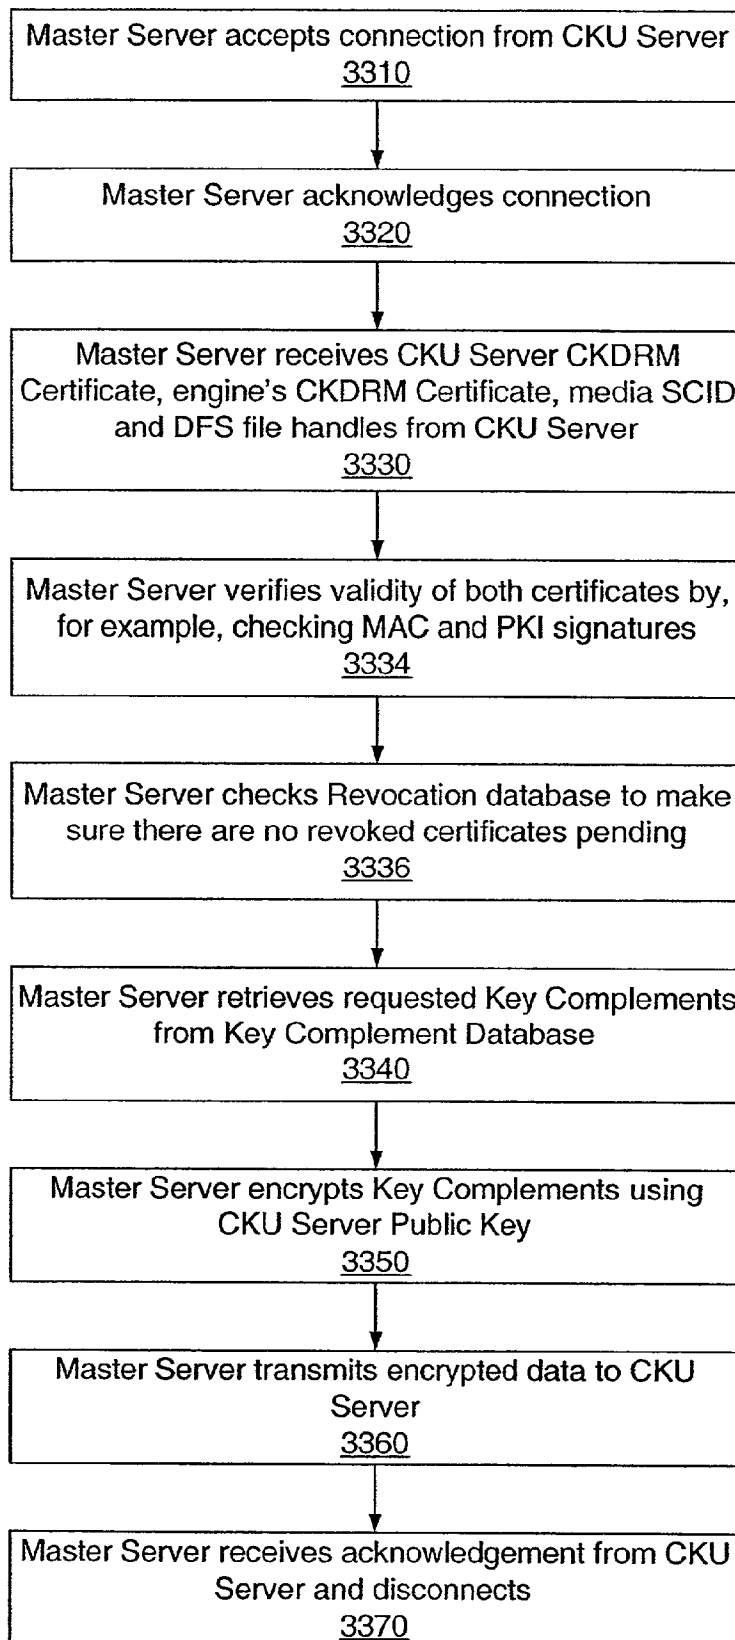 Master Server accepts connection from CKU Server
3310
Master Server acknowledges connection
3320
Master Server receives CKU Server CKDRM
Certificate, engine's CKDRM Certificate, media SCID
and DFS file handles from CKU Server
3330
Master Server verifies validity of both certificates by,
for example, checking MAC and PKI signatures
3334
Master Server checks Revocation database to make
sure there are no revoked certificates pending
3336
Master Server retrieves requested Key Complements
from Key Complement Database
3340
Master Server encrypts Key Complements using
CKU Server Public Key
3350
Master Server transmits encrypted data to CKU
Server
3360
Master Server receives acknowledgement from CKU
Server and disconnects
3370